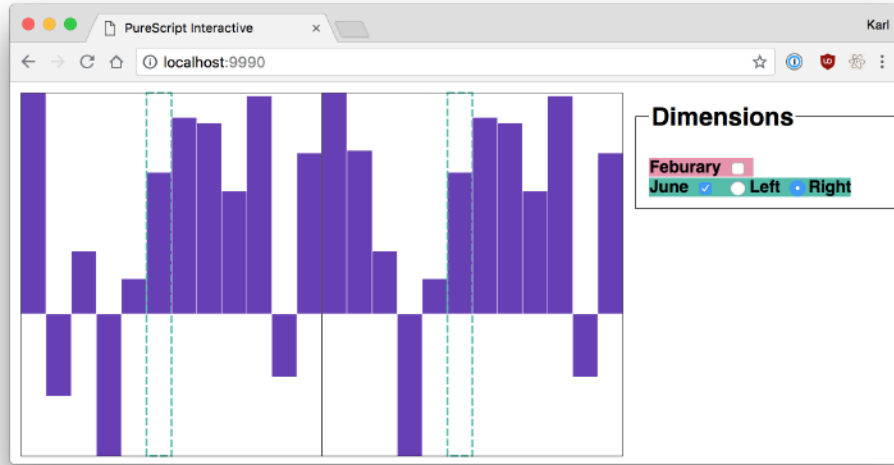 PureScript Interactive
Karl
localhost:9990
Dimensions
Feburary
June Left Right